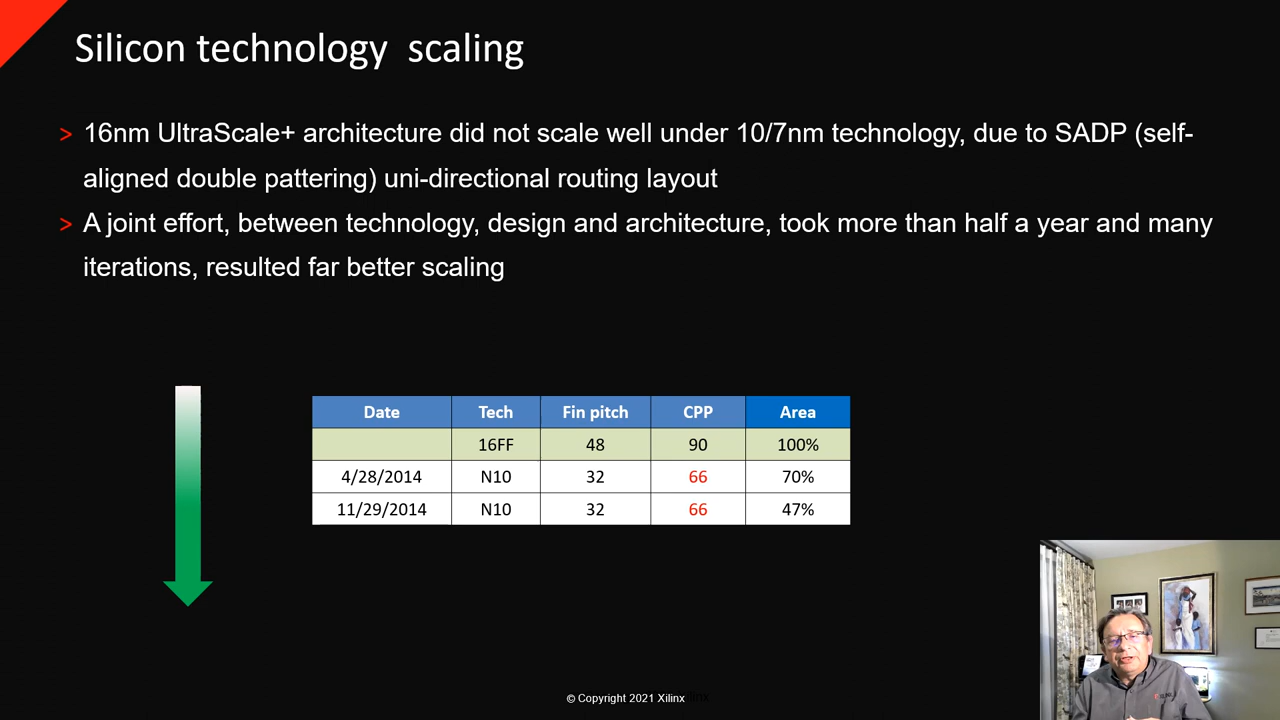 Silicon technology scaling
> 16nm UltraScale+ architecture did not scale well under 10/7nm technology, due to SADP (self-
aligned double pattering) uni-directional routing layout
> A joint effort, between technology, design and architecture, took more than half a year and many
iterations, resulted far better scaling
Date Tech Fin pitch CPP Area
16FF 48 90 100%
4/28/2014 N10 32 66 70%
11/29/2014 N10 32 66 47%
© Copyright 2021 Xilinx